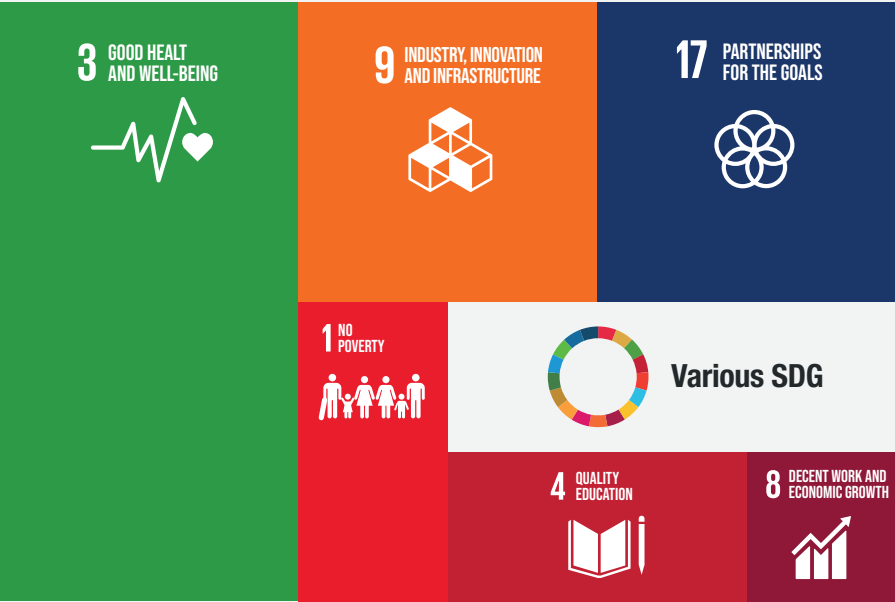 3 GOOD HEALT
AND WELL-BEING
9 INDUSTRY, INNOVATION
AND INFRASTRUCTURE
17 PARTNERSHIPS
FOR THE GOALS
1 NO
POVERTY
Various SDG
4 QUALITY
EDUCATION
8 DECENT WORK AND
ECONOMIC GROWTH